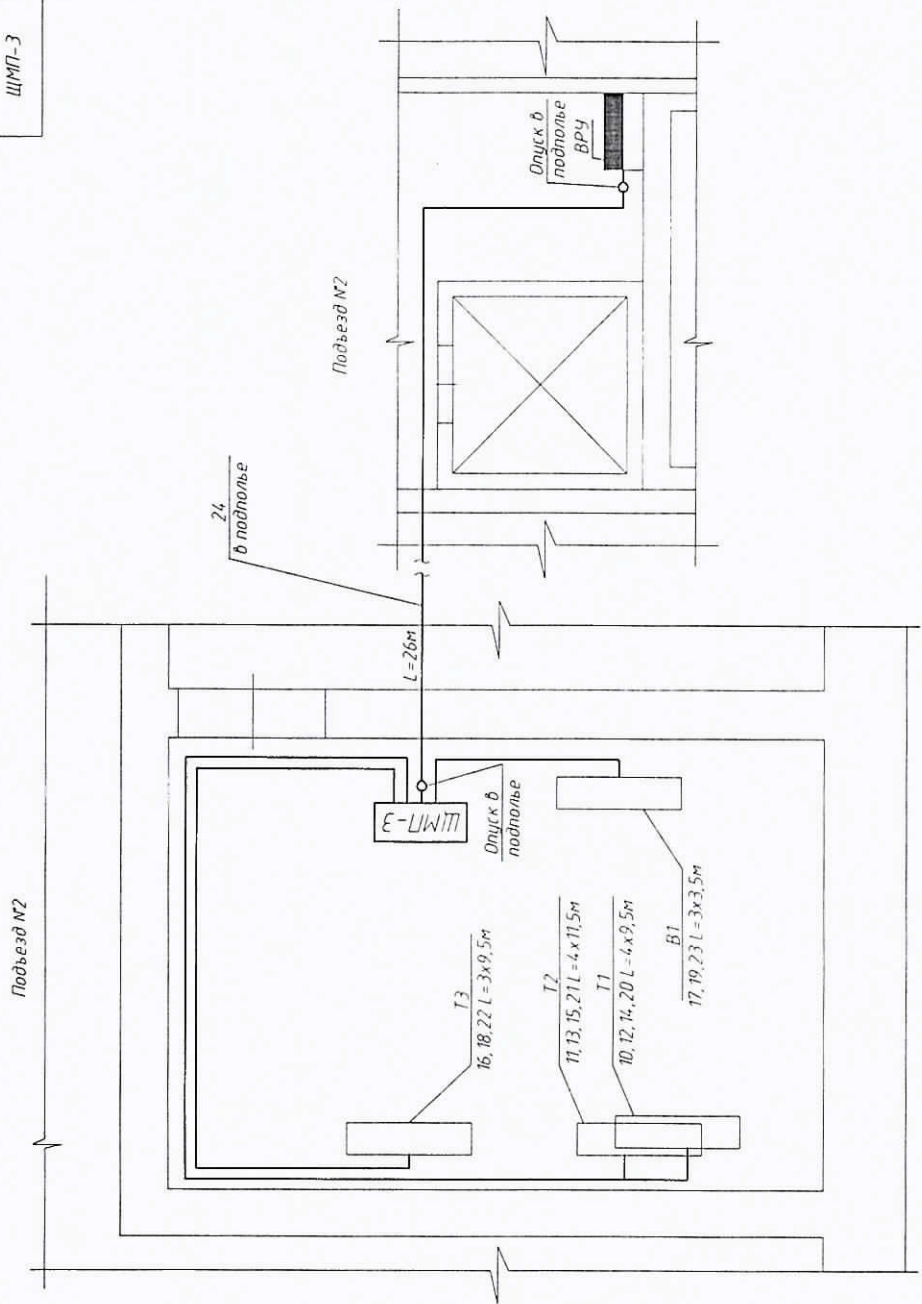 ЩМП-3
Подъезд №2
24
в подполье
L=26м
ЩМП-3
Опуск в
подполье
Т3
16,18,22 L=3x9,5м
Т2
11,13,15,21 L=4x11,5м
Т1
10,12,14,20 L=4x9,5м
В1
17,19,23 L=3x3,5м
Подъезд №2
Опуск в
подполье
ВРУ